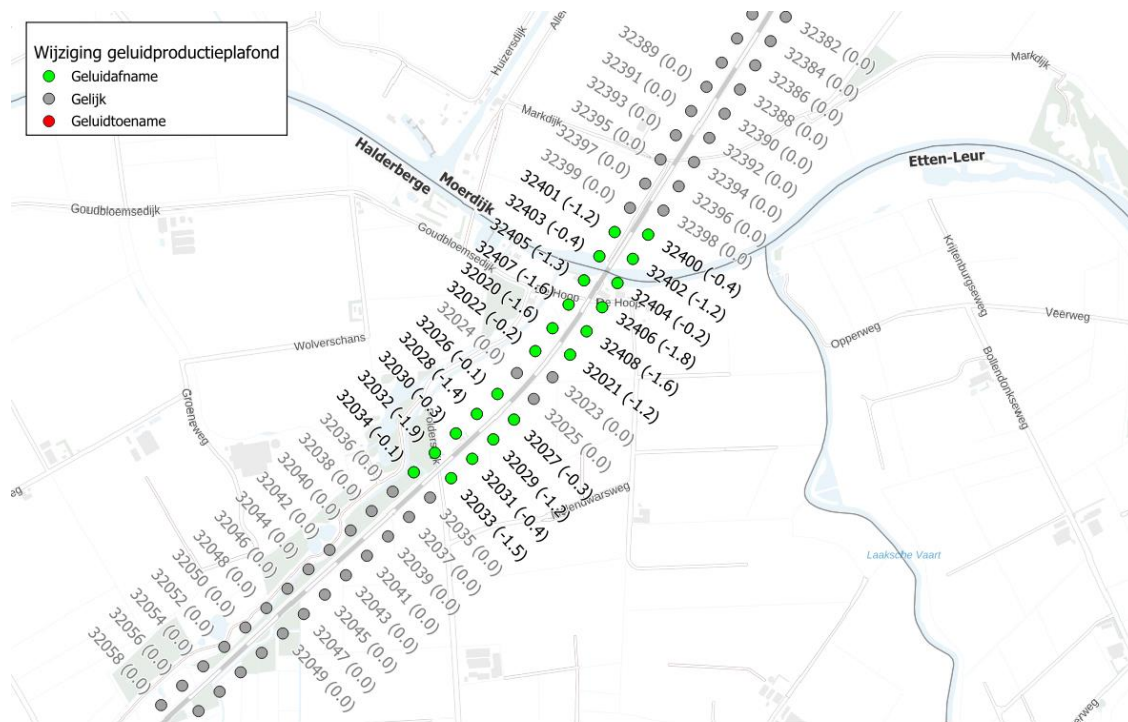 Wijziging geluidproductieplafond
Geluidafname
Gelijk
Geluidtoename
Huizersdijk
32389 (0.0)
32391 (0.0)
32393 (0.0)
32395 (0.0)
32397 (0.0)
32399 (0.0)
32401 (-1.2)
32403 (-0.4)
32405 (-1.3)
32407 (-1.6)
32020 (-1.6)
32022 (-0.2)
32024 (0.0)
32026 (-0.1)
32028 (-1.4)
32030 (-0.3)
32032 (-1.9)
32034 (-0.1)
32036 (0.0)
32038 (0.0)
32040 (0.0)
32042 (0.0)
32044 (0.0)
32046 (0.0)
32048 (0.0)
32050 (0.0)
32052 (0.0)
32054 (0.0)
32056 (0.0)
32058 (0.0)
32382 (0.0)
32384 (0.0)
32386 (0.0)
32388 (0.0)
32390 (0.0)
32392 (0.0)
32394 (0.0)
32396 (0.0)
32398 (0.0)
32400 (-0.4)
32402 (-1.2)
32404 (-0.2)
32406 (-1.8)
32408 (-1.6)
32021 (-1.2)
32023 (0.0)
32025 (0.0)
32027 (-0.3)
32029 (-1.2)
32031 (-0.4)
32033 (-1.5)
32035 (0.0)
32037 (0.0)
32039 (0.0)
32041 (0.0)
32043 (0.0)
32045 (0.0)
32047 (0.0)
32049 (0.0)
Markdijk
Markdijk
Halderberge
Moerdijk
Etten-Leur
Goudbloemsedijk
Goudbloemsedijk
De Hoop
Wolverschans
Groeneweg
Krijtenburgseweg
Veerweg
Opperweg
Bollendonkseweg
Laaksche Vaart